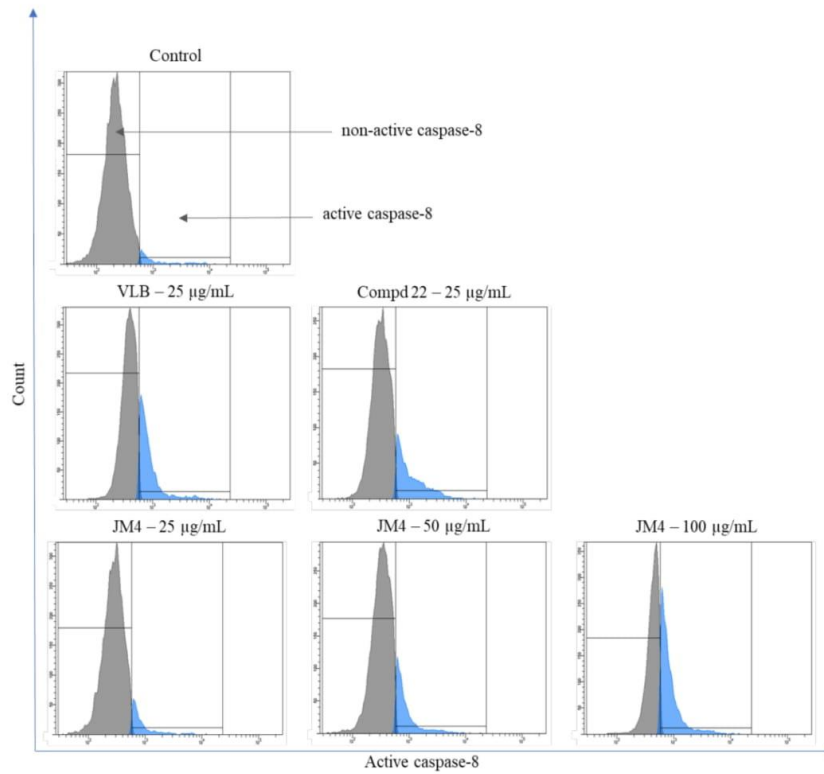 Control
non-active caspase-8
active caspase-8
VLB – 25 μg/mL
Compd 22 – 25 μg/mL
Count
JM4 – 25 μg/mL
JM4 – 50 μg/mL
JM4 – 100 μg/mL
Active caspase-8